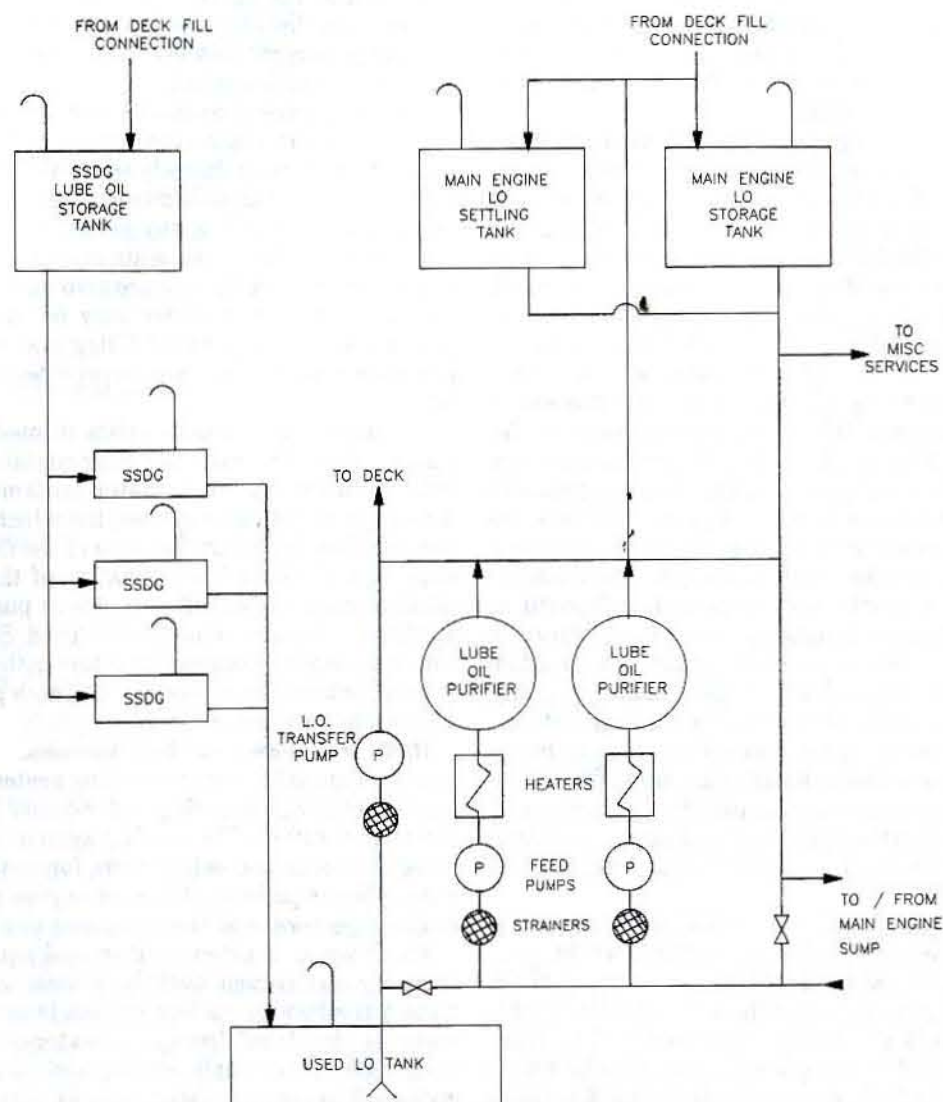 FROM DECK FILL
CONNECTION
FROM DECK FILL
CONNECTION
SSDG
LUBE OIL
STORAGE
TANK
MAIN ENGINE
LO
SETTLING
TANK
MAIN ENGINE
LO
STORAGE
TANK
TO
MISC
SERVICES
SSDG
TO DECK
SSDG
LUBE
OIL
PURIFIER
LUBE
OIL
PURIFIER
SSDG
L.O.
TRANSFER
PUMP
P
HEATERS
P
FEED
PUMPS
P
STRAINERS
TO / FROM
MAIN ENGINE
SUMP
USED LO TANK